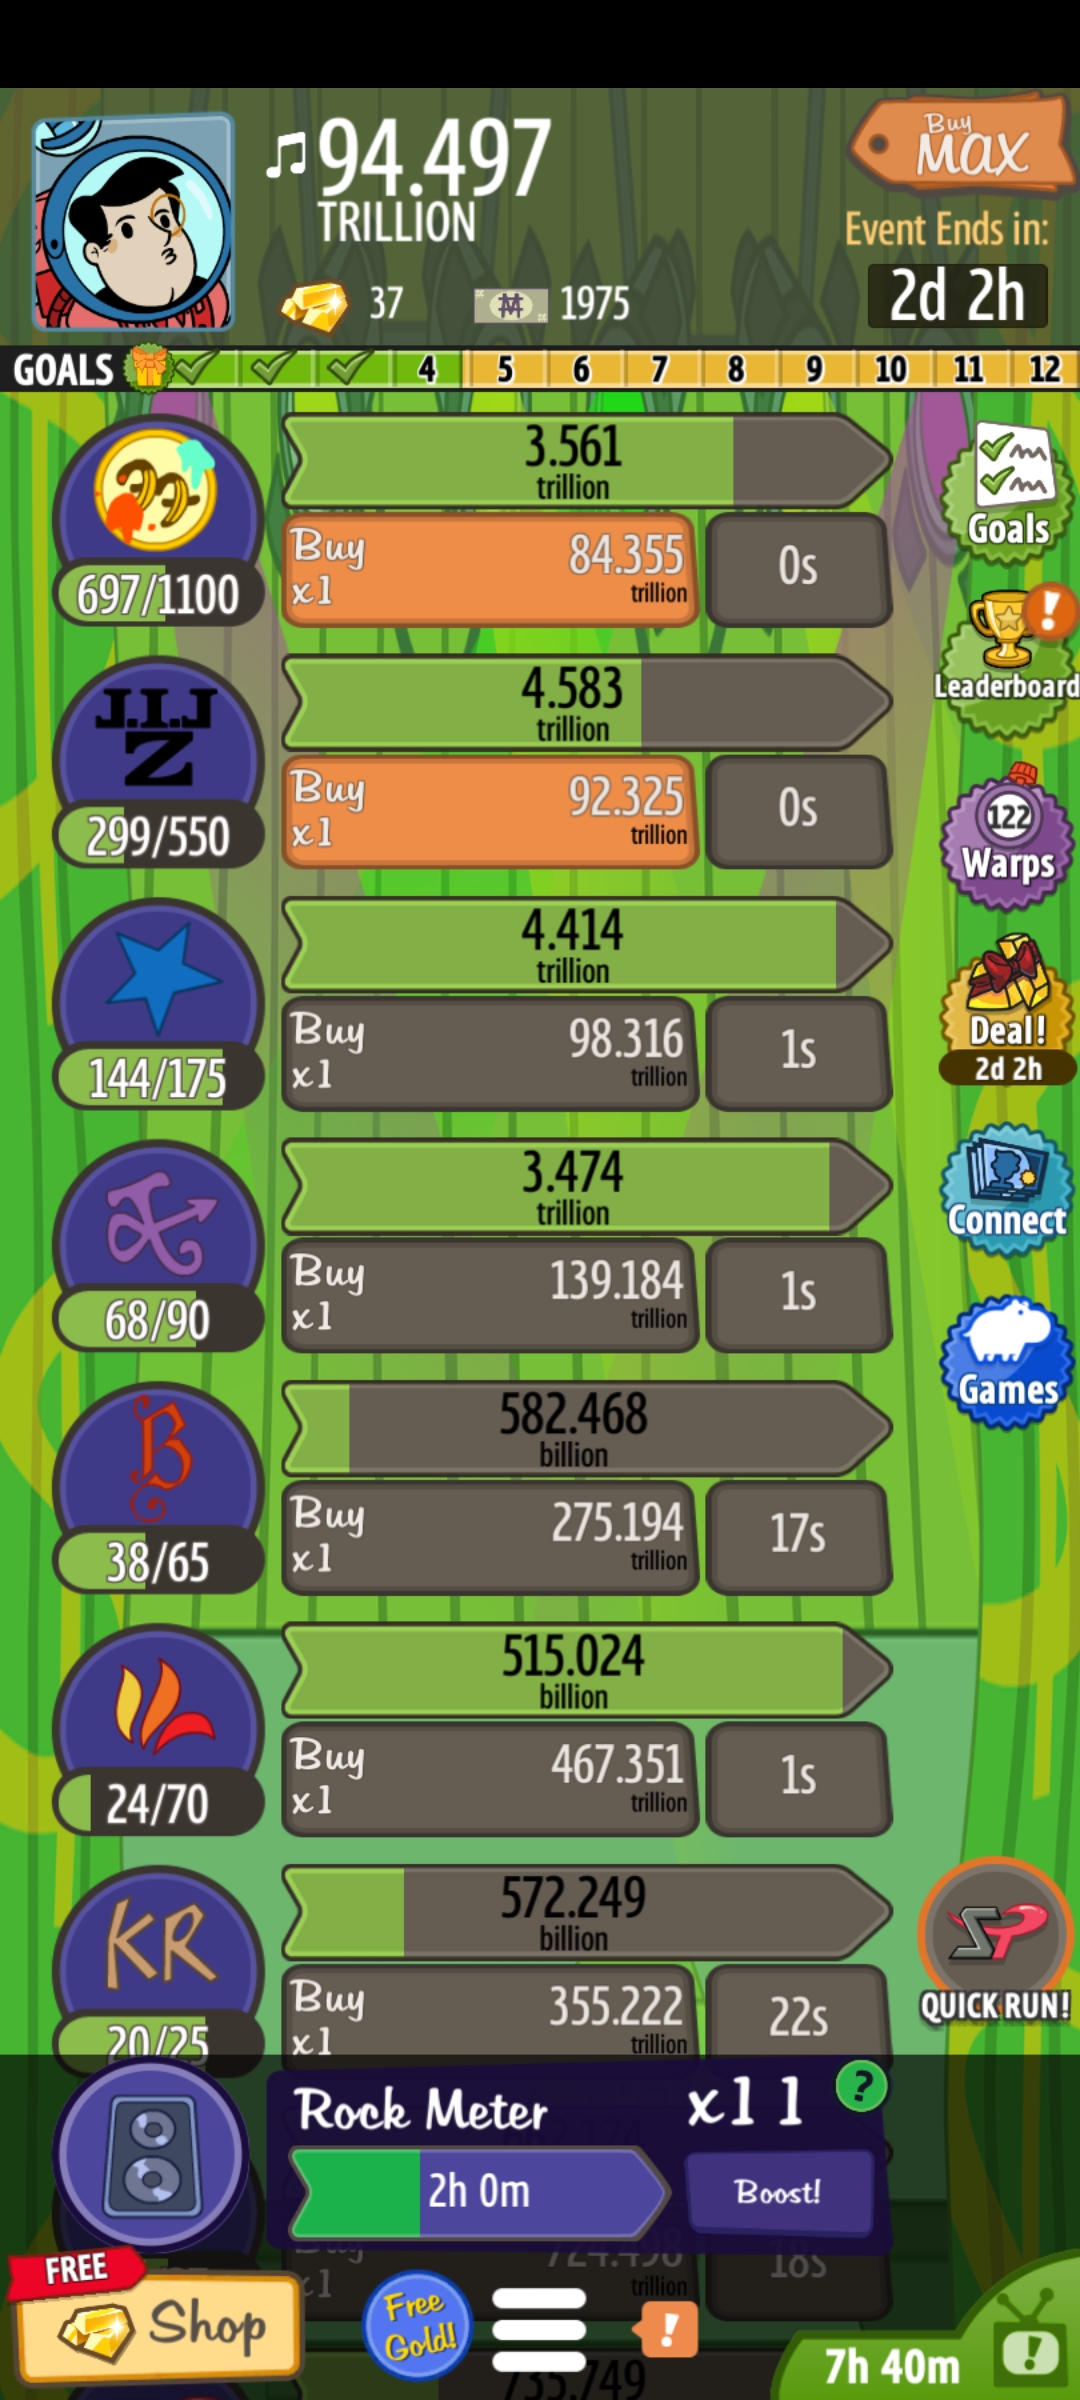 94.497
TRILLION
Buy
MAX
Event Ends in:
2d 2h
37
1975
GOALS
4
5
6
7
8
9
10
11
12
3.561
trillion
697/1100
Buy
x1
84.355
trillion
0s
Goals
J.I.J
Z
4.583
trillion
299/550
Buy
x1
92.325
trillion
0s
Leaderboard
122
Warps
4.414
trillion
144/175
Buy
x1
98.316
trillion
1s
Deal!
2d 2h
3.474
trillion
68/90
Buy
x1
139.184
trillion
1s
Connect
Games
B
582.468
billion
38/65
Buy
x1
275.194
trillion
17s
515.024
billion
24/70
Buy
x1
467.351
trillion
1s
KR
572.249
billion
20/25
Buy
x1
355.222
trillion
22s
QUICK RUN!
Rock Meter
x11
?
2h 0m
Boost!
Buy
x1
724.498
trillion
18s
FREE
Shop
Free
Gold!
!
735.749
7h 40m
!